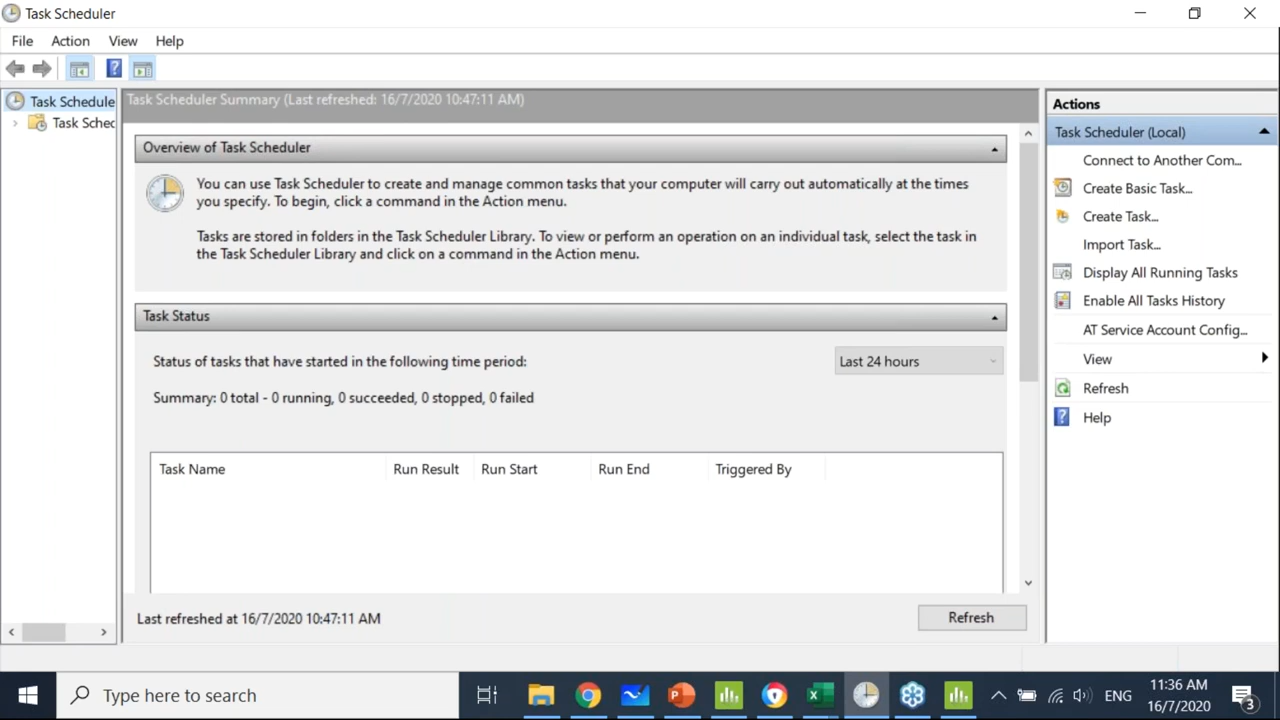 Task Scheduler
File Action View Help
Task Schedule
Task Sched
Task Scheduler Summary (Last refreshed: 16/7/2020 10:47:11 AM)
Overview of Task Scheduler
You can use Task Scheduler to create and manage common tasks that your computer will carry out automatically at the times
you specify. To begin, click a command in the Action menu.
Tasks are stored in folders in the Task Scheduler Library. To view or perform an operation on an individual task, select the task in
the Task Scheduler Library and click on a command in the Action menu.
Task Status
Status of tasks that have started in the following time period:
Last 24 hours
Summary: 0 total - 0 running, 0 succeeded, 0 stopped, 0 failed
Task Name Run Result Run Start Run End Triggered By
Last refreshed at 16/7/2020 10:47:11 AM
Refresh
Actions
Task Scheduler (Local)
Connect to Another Com...
Create Basic Task...
Create Task...
Import Task...
Display All Running Tasks
Enable All Tasks History
AT Service Account Config...
View
Refresh
Help
Type here to search
ENG
11:36 AM
16/7/2020
3